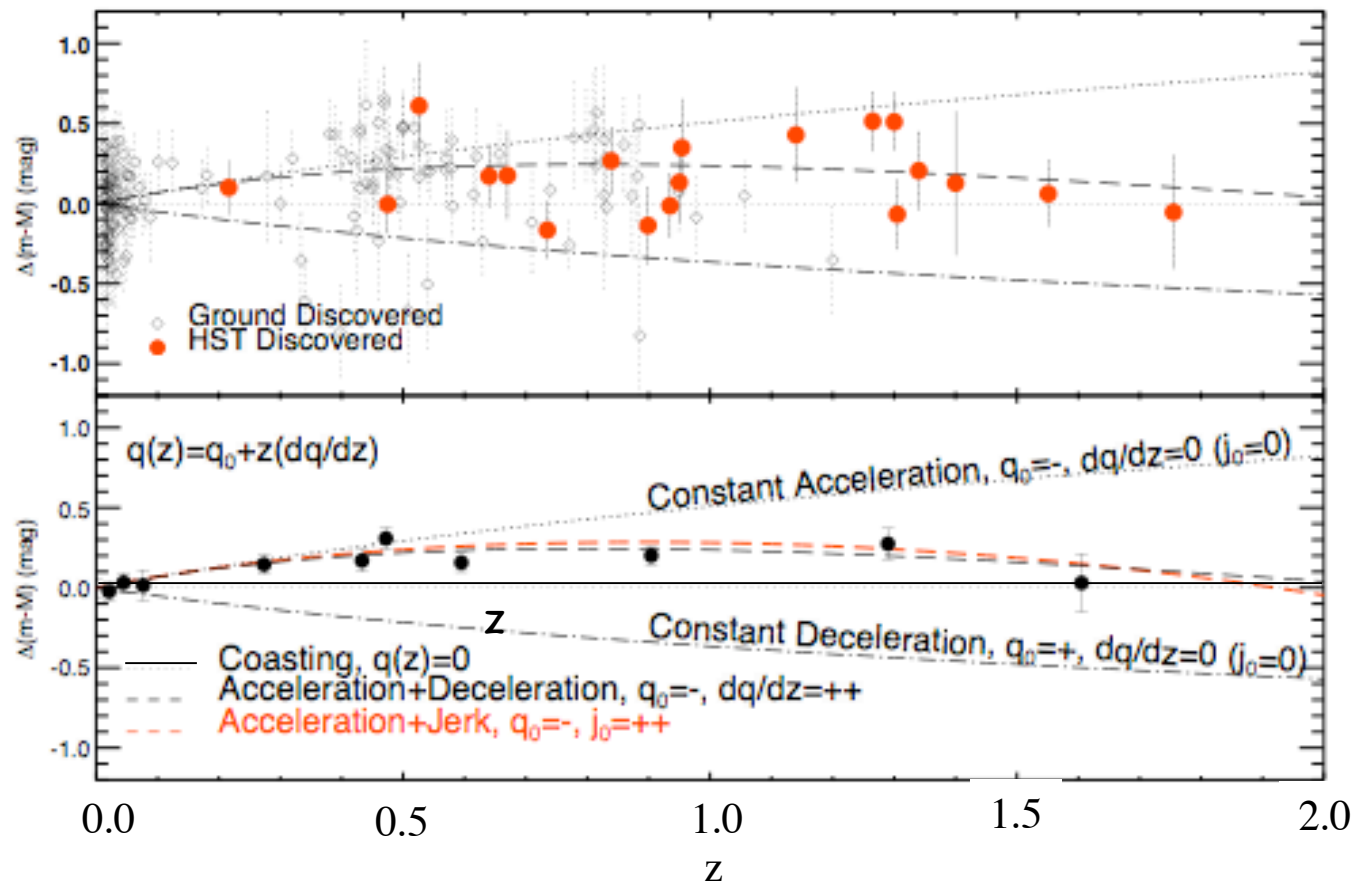 1.0
0.5
0.0
-0.5
-1.0
Δ(m-M) (mag)
Ground Discovered
HST Discovered
1.0
0.5
0.0
-0.5
-1.0
Δ(m-M) (mag)
q(z)=q₀+z(dq/dz)
Constant Acceleration, q₀=-, dq/dz=0 (j₀=0)
z
Constant Deceleration, q₀=+, dq/dz=0 (j₀=0)
Coasting, q(z)=0
Acceleration+Deceleration, q₀=-, dq/dz=++
Acceleration+Jerk, q₀=-, j₀=++
0.0 0.5 1.0 1.5 2.0
z